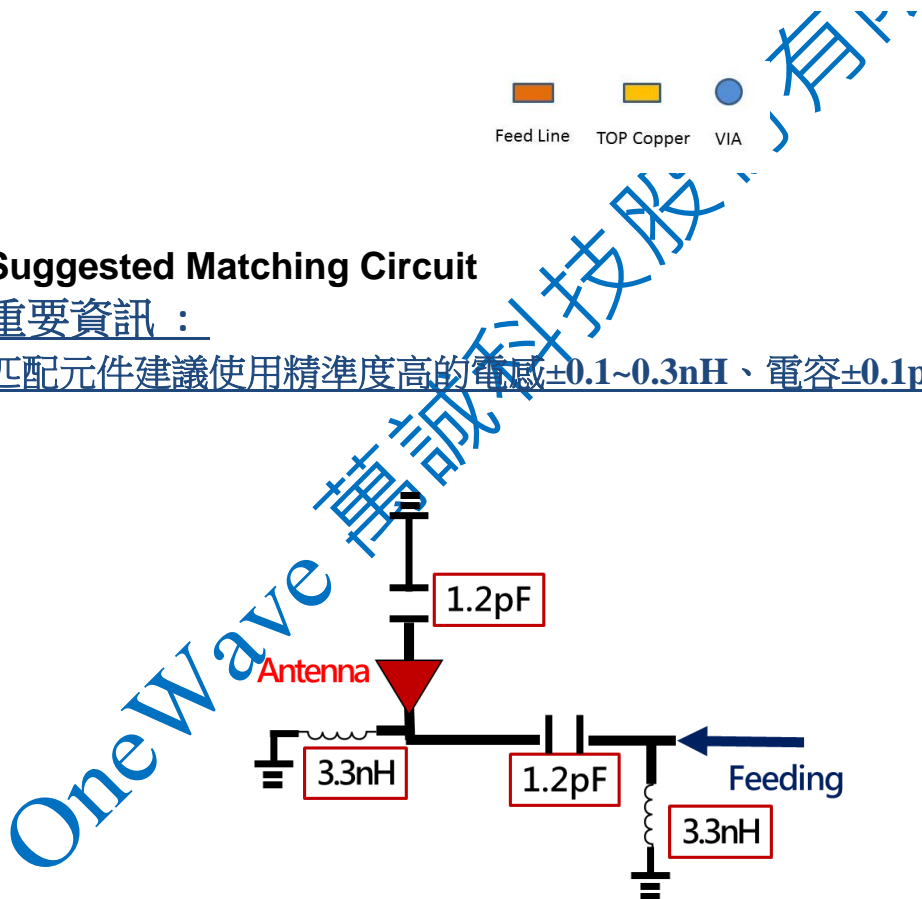 Feed Line TOP Copper VIA
Suggested Matching Circuit
重要資訊：
匹配元件建議使用精準度高的電感±0.1~0.3nH、電容±0.1p
1.2pF
Antenna
3.3nH
1.2pF
Feeding
3.3nH
OneWave 萬誠科技股份有限